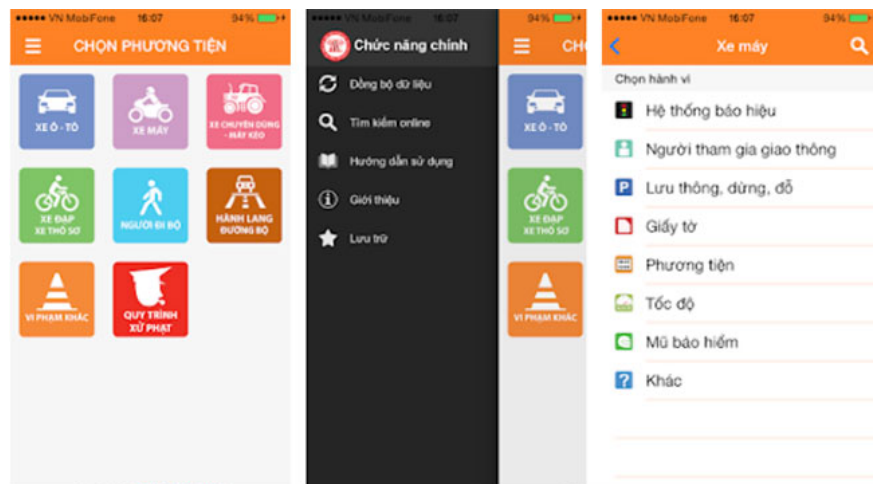 VN MobiFone 16:07 94%
CHỌN PHƯƠNG TIỆN
XE Ô - TÔ
XE MÁY
XE CHUYÊN DÙNG
- MÁY KÉO
XE ĐẠP
XE THÔ SƠ
NGƯỜI ĐI BỘ
HÀNH LANG
ĐƯỜNG BỘ
VI PHẠM KHÁC
QUY TRÌNH
XỬ PHẠT
VN MobiFone 16:07 94%
Chức năng chính
Đồng bộ dữ liệu
Tìm kiếm online
Hướng dẫn sử dụng
Giới thiệu
Lưu trữ
CH
XE Ô - TÔ
XE ĐẠP
XE THÔ SƠ
VI PHẠM KHÁC
VN MobiFone 16:07 94%
Xe máy
Chọn hành vi
Hệ thống báo hiệu
Người tham gia giao thông
P Lưu thông, dừng, đỗ
Giấy tờ
Phương tiện
Tốc độ
Mũ bảo hiểm
? Khác